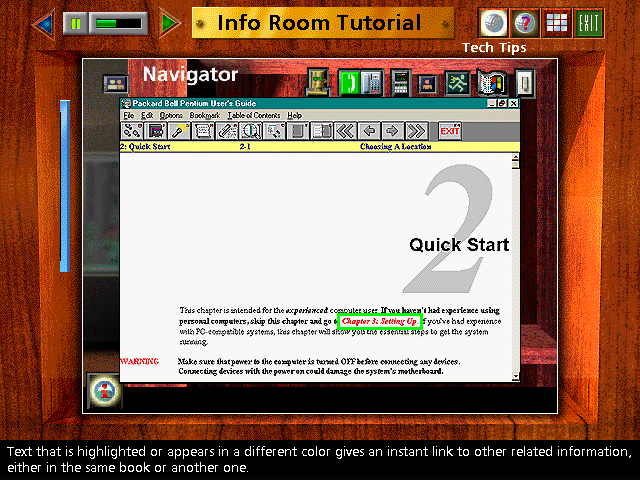 Info Room Tutorial
EXIT
Tech Tips
Navigator
Packard Bell Pentium User's Guide
File Edit Options Bookmark Table of Contents Help
EXIT
2: Quick Start 2-1 Choosing A Location
2
Quick Start
This chapter is intended for the experienced computer user. If you haven't had experience using
personal computers, skip this chapter and go to Chapter 3: Setting Up. If you've had experience
with PC-compatible systems, this chapter will show you the essential steps to get the system
running.
WARNING Make sure that power to the computer is turned OFF before connecting any devices.
Connecting devices with the power on could damage the system's motherboard.
Text that is highlighted or appears in a different color gives an instant link to other related information,
either in the same book or another one.